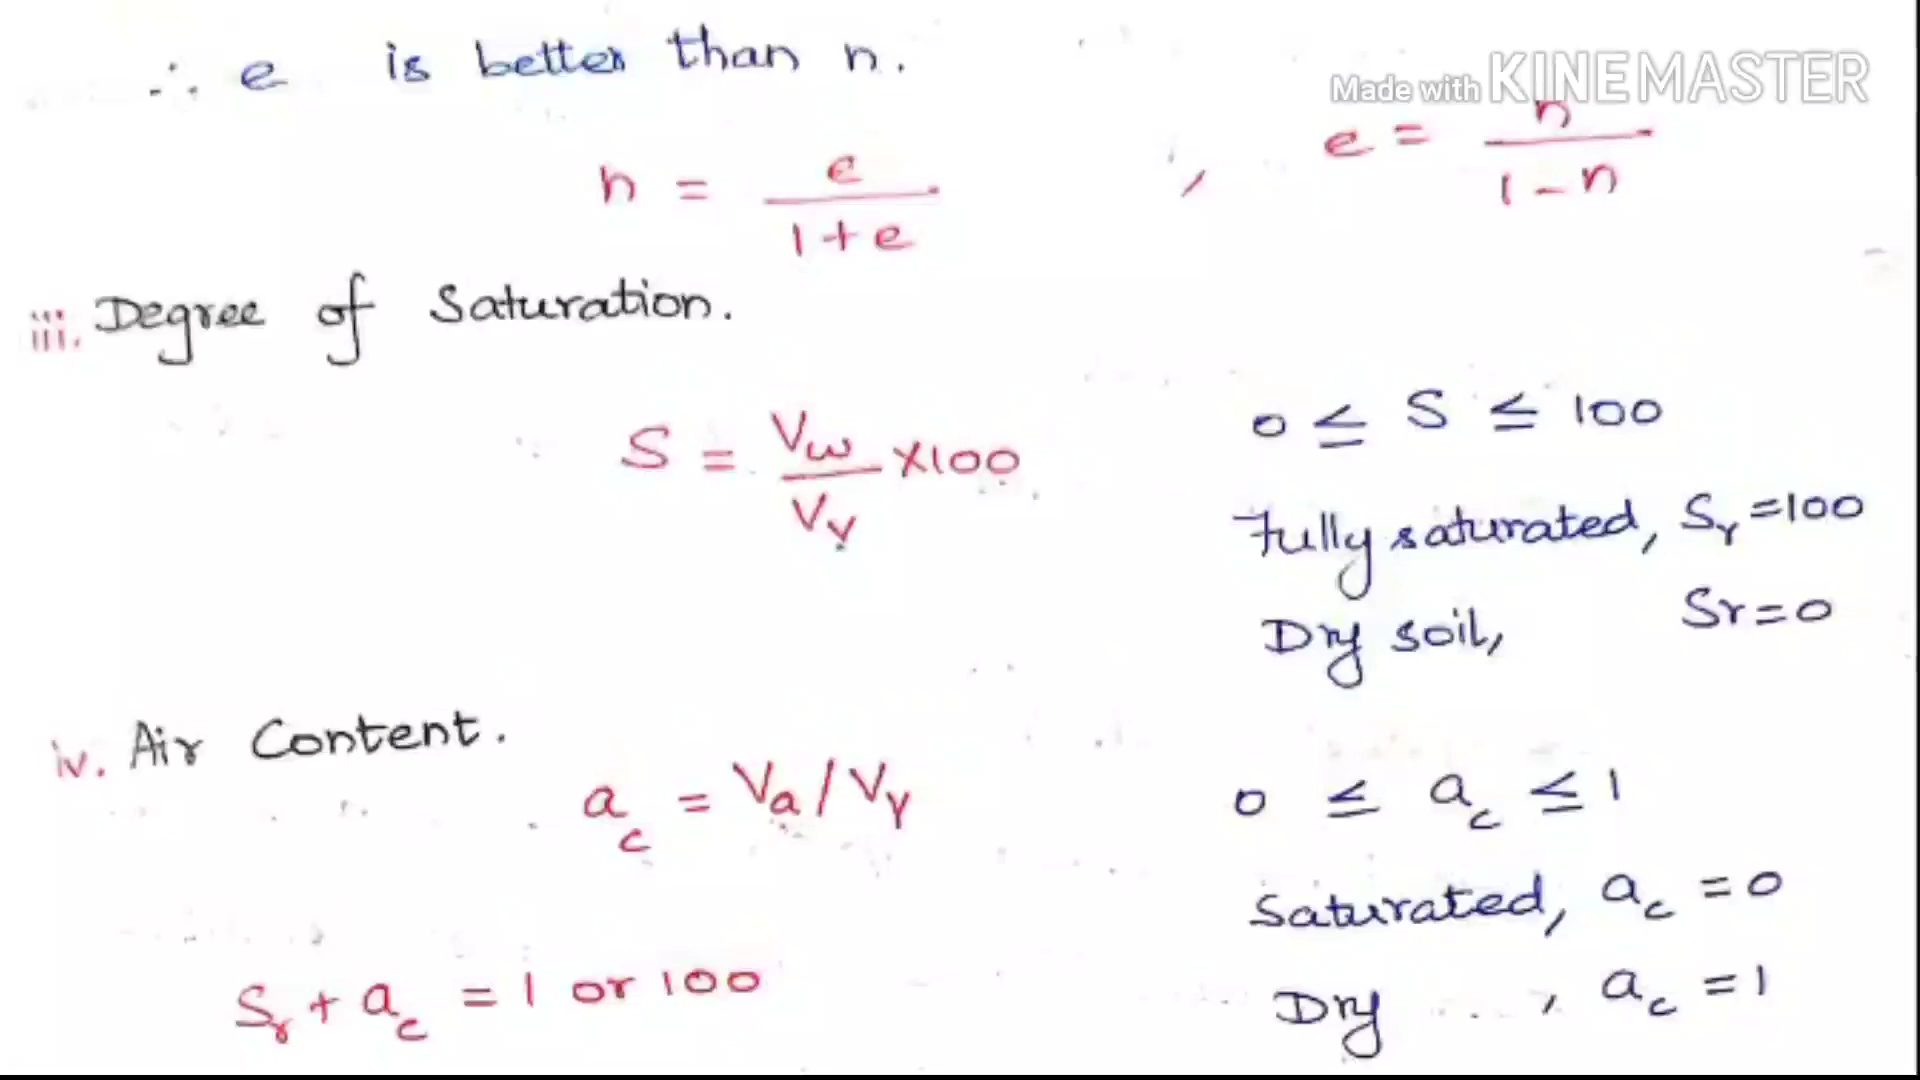 ∴ e is better than n.
Made with KINEMASTER
n = e / 1+e , e = n / 1-n
iii. Degree of Saturation.
S = Vw / Vv ×100
0 ≤ S ≤ 100
Fully saturated, Sr = 100
Dry soil, Sr = 0
iv. Air Content.
ac = Va / Vv
0 ≤ ac ≤ 1
Saturated, ac = 0
Sr + ac = 1 or 100
Dry , ac = 1